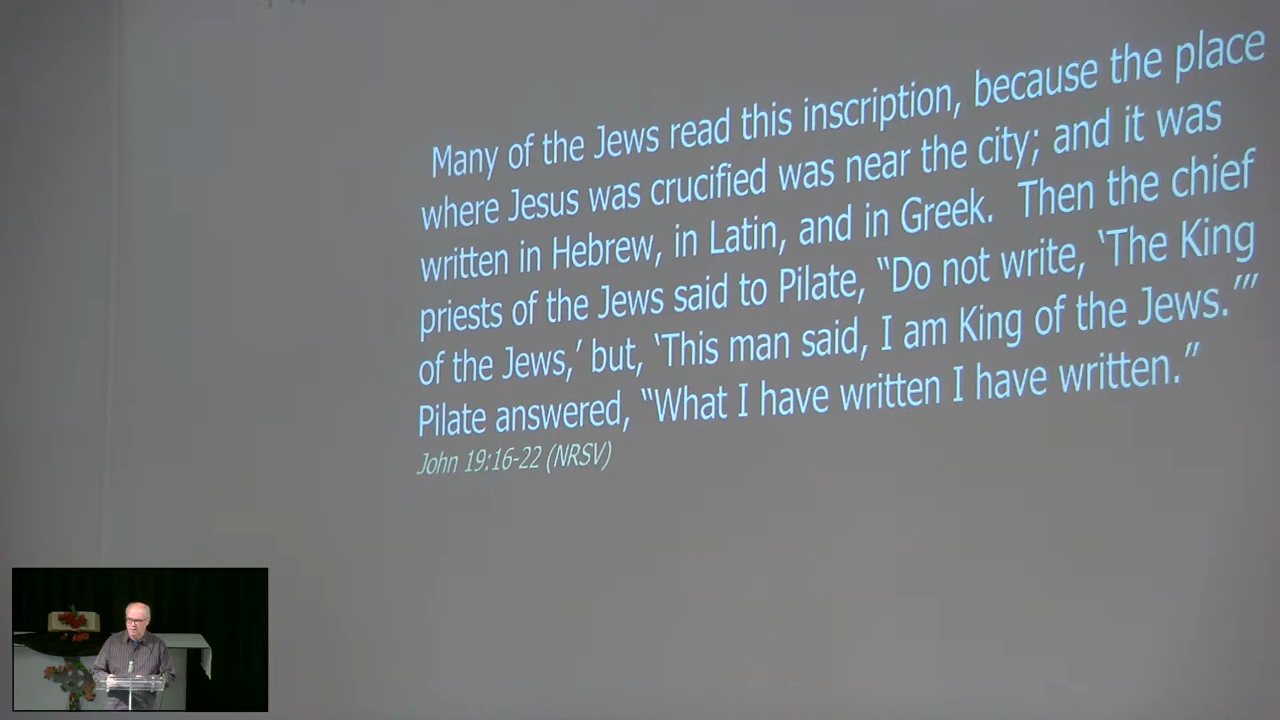 Many of the Jews read this inscription, because the place
where Jesus was crucified was near the city; and it was
written in Hebrew, in Latin, and in Greek.  Then the chief
priests of the Jews said to Pilate, “Do not write, ‘The King
of the Jews,’ but, ‘This man said, I am King of the Jews.’”
Pilate answered, “What I have written I have written.”
John 19:16-22 (NRSV)